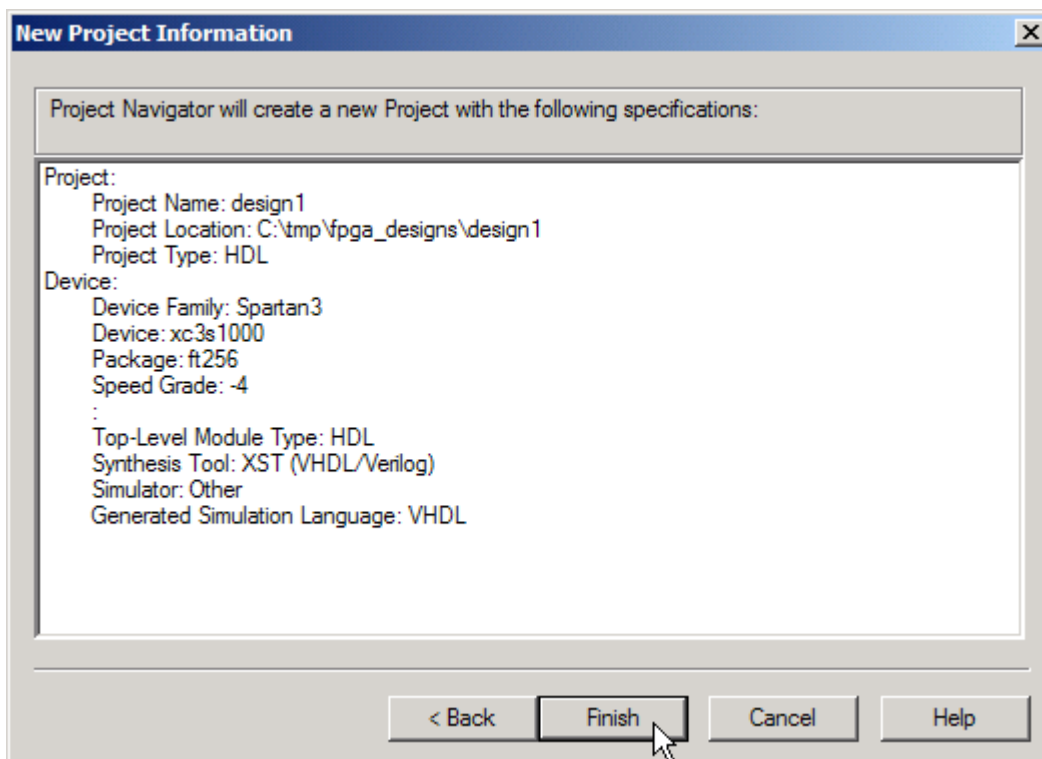 New Project Information
Project Navigator will create a new Project with the following specifications:
Project:
Project Name: design1
Project Location: C:\tmp\fpga_designs\design1
Project Type: HDL
Device:
Device Family: Spartan3
Device: xc3s1000
Package: ft256
Speed Grade: -4
:
Top-Level Module Type: HDL
Synthesis Tool: XST (VHDL/Verilog)
Simulator: Other
Generated Simulation Language: VHDL
< Back Finish Cancel Help